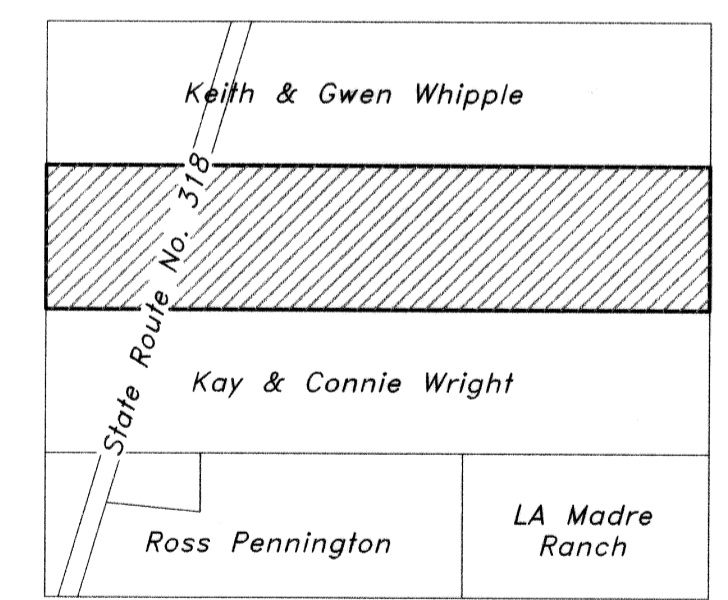 Keith & Gwen Whipple
State Route No. 318
Kay & Connie Wright
Ross Pennington
LA Madre
Ranch